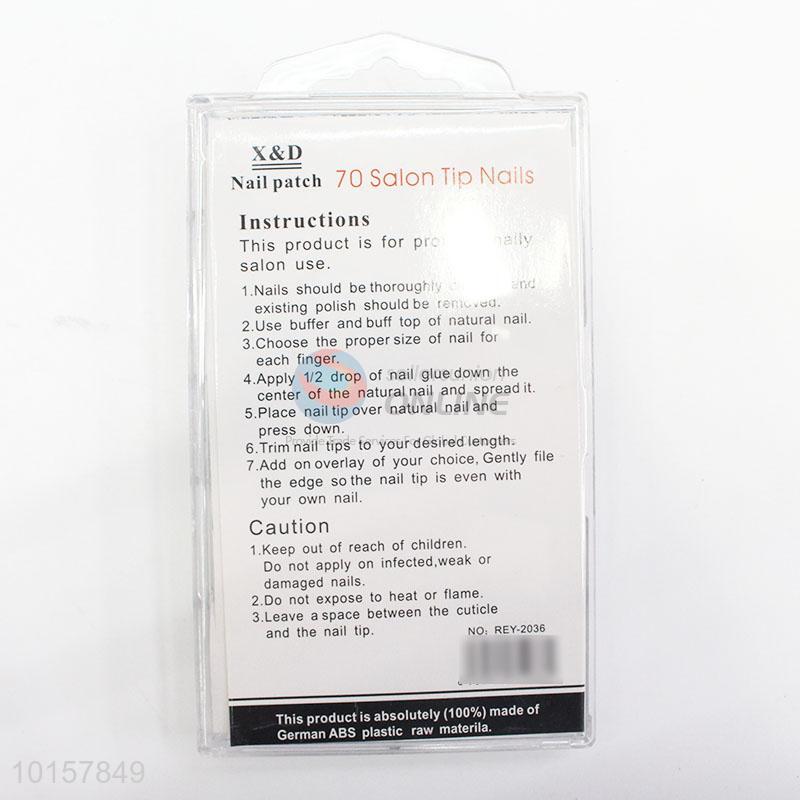 X&D
Nail patch 70 Salon Tip Nails
Instructions
This product is for
salon use.
1.Nails should be thoroughly and
existing polish should be removed.
2.Use buffer and buff top of natural nail.
3.Choose the proper size of nail for
each finger.
4.Apply 1/2 drop of nail glue down the
center of the natural nail and spread it.
5.Place nail tip over natural nail and
press down.
6.Trim nail tips to your desired length.
7.Add on overlay of your choice, Gently file
the edge so the nail tip is even with
your own nail.
Caution
1.Keep out of reach of children.
Do not apply on infected,weak or
damaged nails.
2.Do not expose to heat or flame.
3.Leave a space between the cuticle
and the nail tip.
NO: REY-2036
This product is absolutely (100%) made of
German ABS plastic raw materila.
ONLINE
10157849